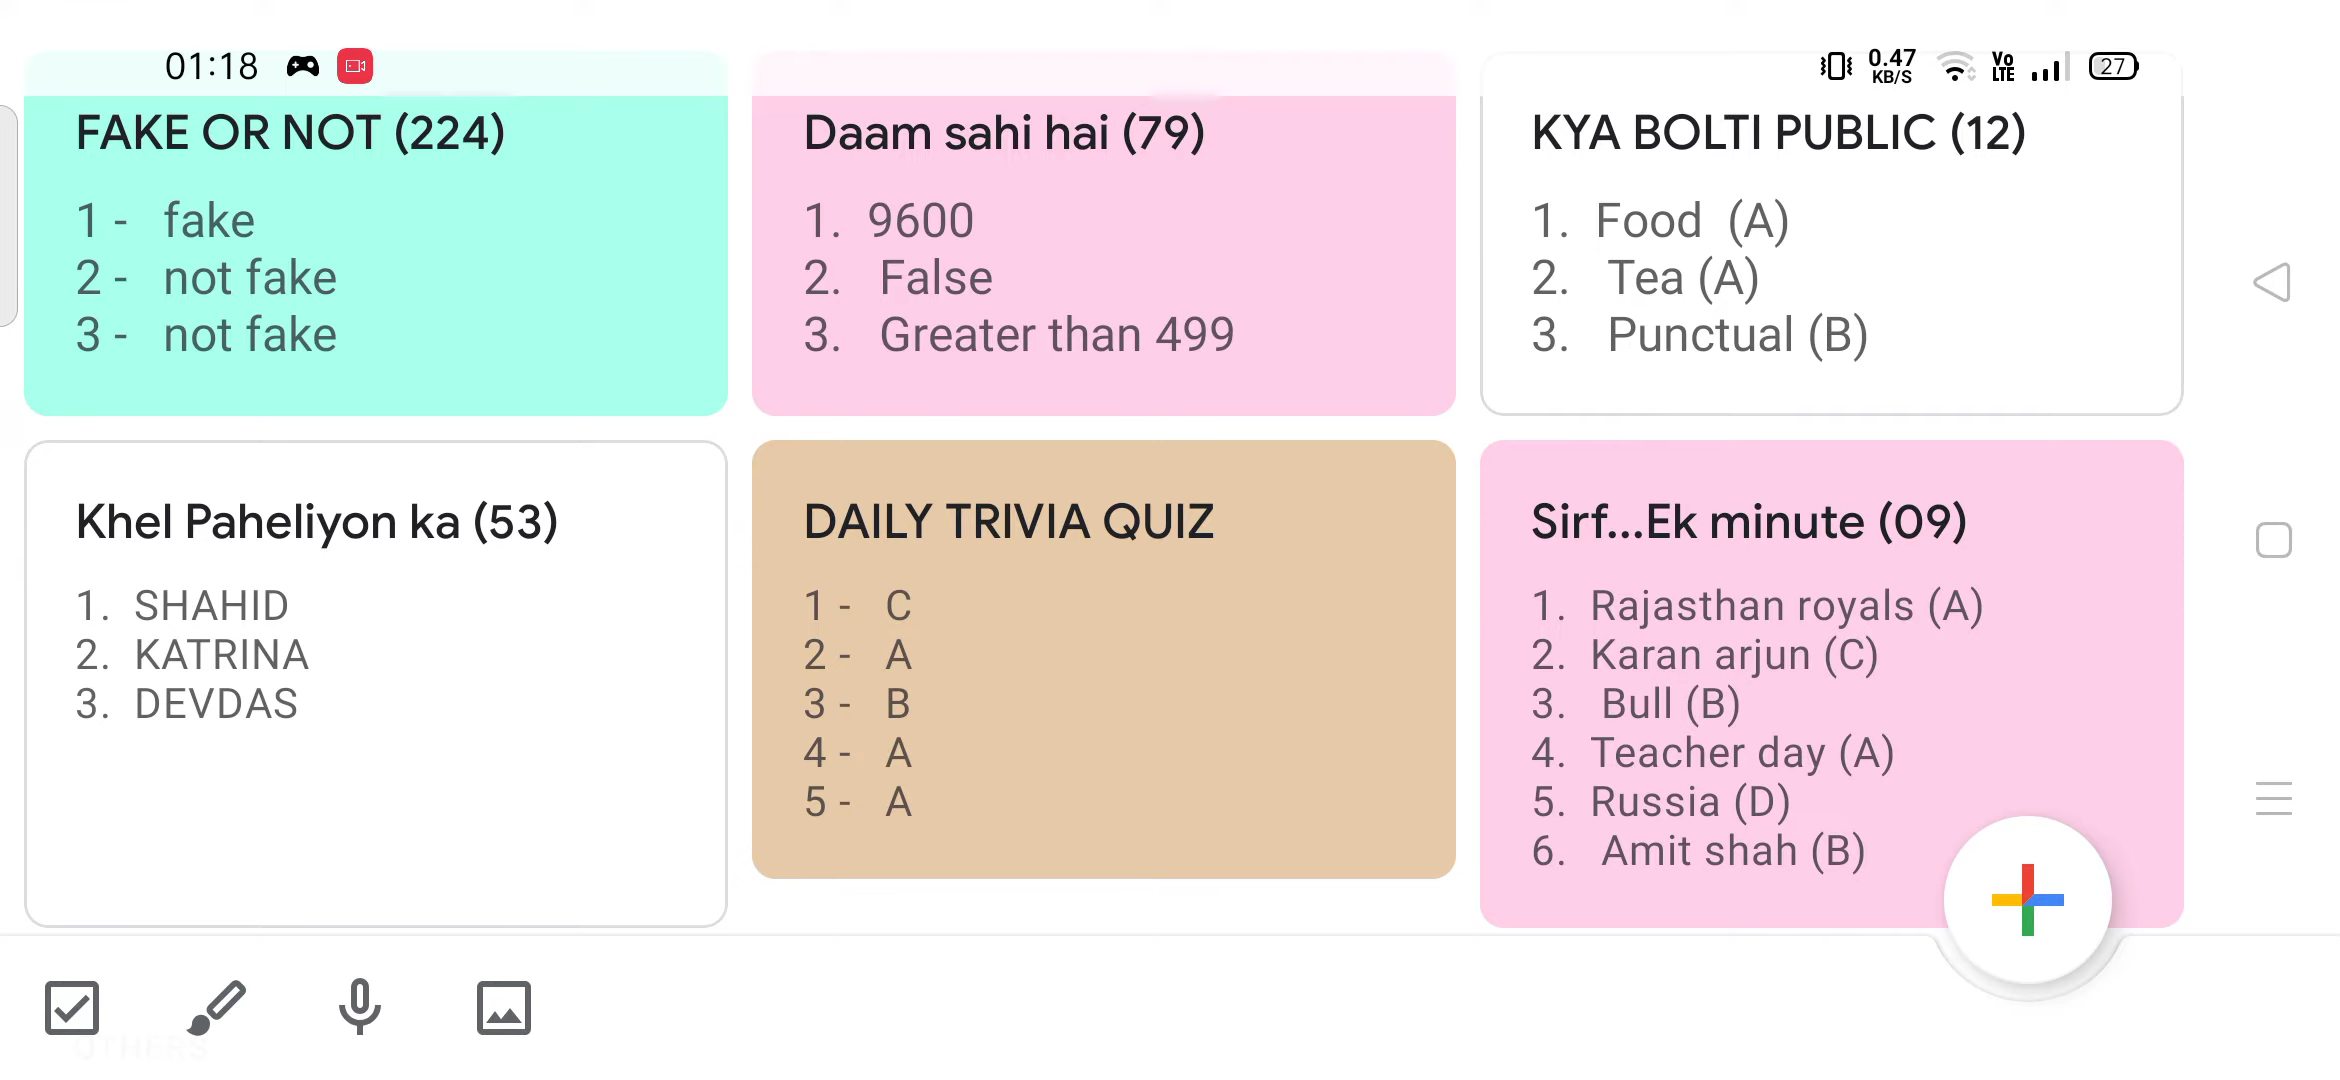 01:18 0.47 KB/S Vo LTE 27
FAKE OR NOT (224)
1 - fake
2 - not fake
3 - not fake
Daam sahi hai (79)
1. 9600
2. False
3. Greater than 499
KYA BOLTI PUBLIC (12)
1. Food (A)
2. Tea (A)
3. Punctual (B)
Khel Paheliyon ka (53)
1. SHAHID
2. KATRINA
3. DEVDAS
DAILY TRIVIA QUIZ
1 - C
2 - A
3 - B
4 - A
5 - A
Sirf...Ek minute (09)
1. Rajasthan royals (A)
2. Karan arjun (C)
3. Bull (B)
4. Teacher day (A)
5. Russia (D)
6. Amit shah (B)
OTHERS